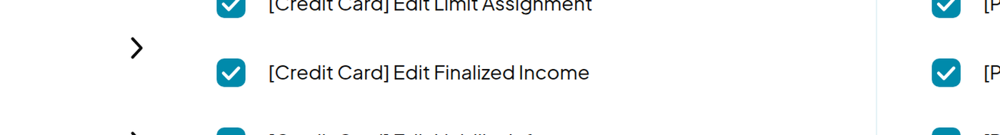 [Credit Card] Edit Limit Assignment
[P
[Credit Card] Edit Finalized Income
[P